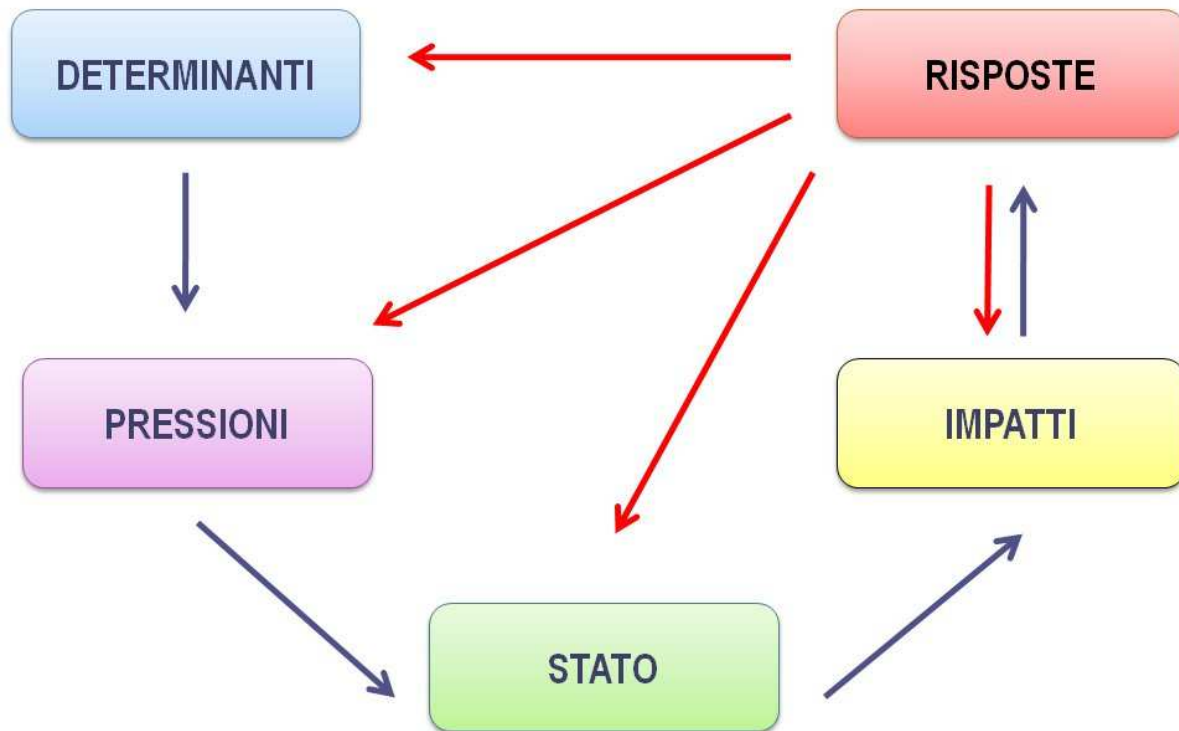 DETERMINANTI
RISPOSTE
PRESSIONI
IMPATTI
STATO